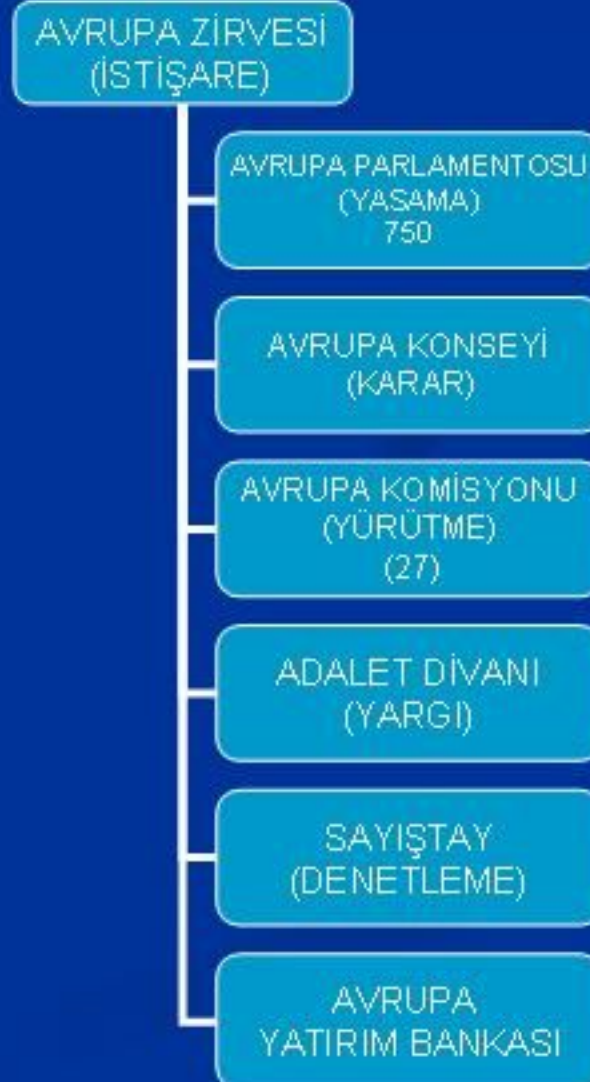 AVRUPA ZİRVESİ
(İSTİŞARE)
AVRUPA PARLAMENTOSU
(YASAMA)
750
AVRUPA KONSEYİ
(KARAR)
AVRUPA KOMİSYONU
(YÜRÜTME)
(27)
ADALET DİVANI
(YARGI)
SAYIŞTAY
(DENETLEME)
AVRUPA
YATIRIM BANKASI